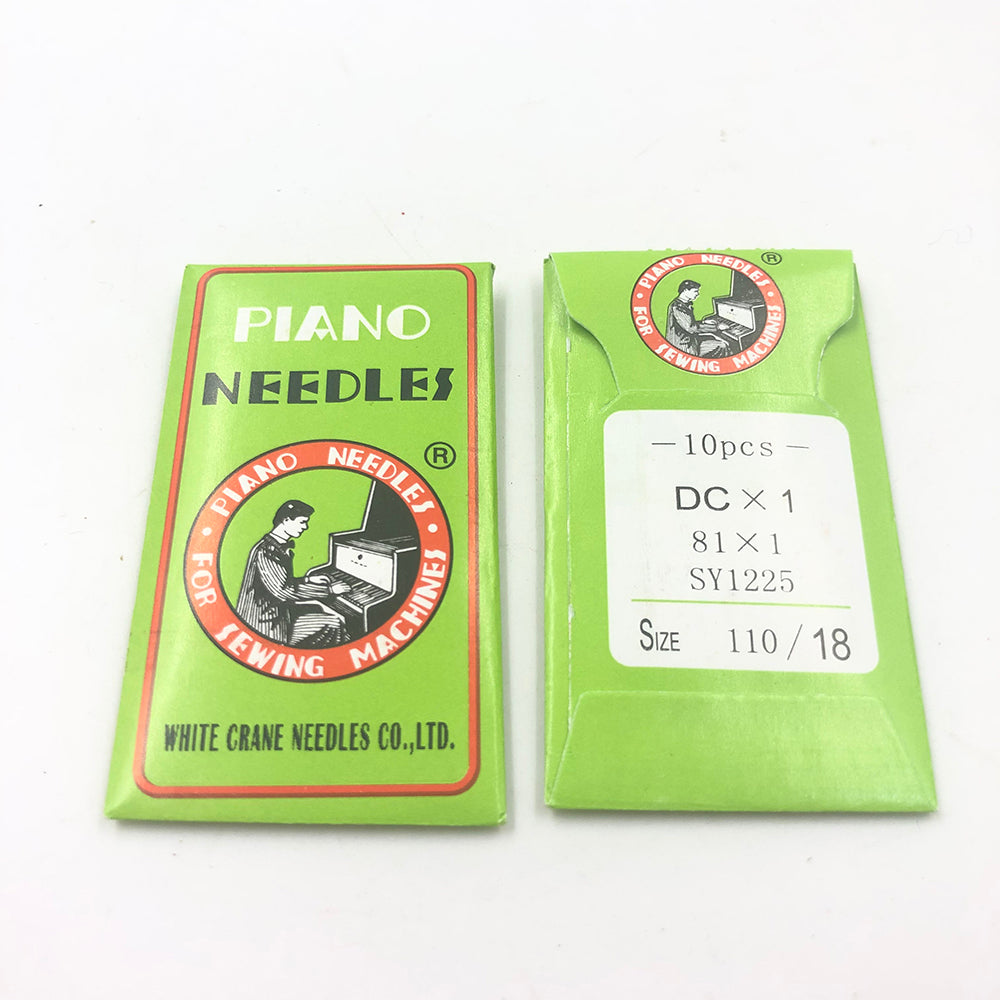 PIANO
NEEDLES
®
PIANO NEEDLES
• FOR SEWING MACHINES •
WHITE CRANE NEEDLES CO.,LTD.
®
PIANO NEEDLES
• FOR SEWING MACHINES •
－10pcs－
DC × 1
81×1
SY1225
SIZE 110 / 18